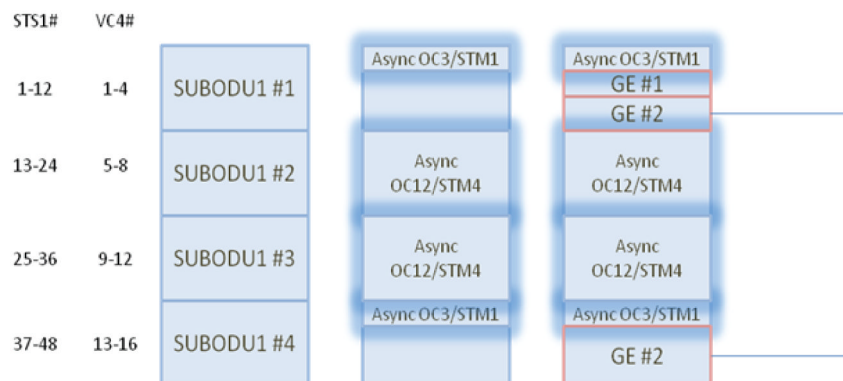 STS1# VC4#
Async OC3/STM1 Async OC3/STM1
1-12 1-4 SUBODU1 #1 GE #1
GE #2
13-24 5-8 SUBODU1 #2 Async Async
OC12/STM4 OC12/STM4
25-36 9-12 SUBODU1 #3 Async Async
OC12/STM4 OC12/STM4
Async OC3/STM1 Async OC3/STM1
37-48 13-16 SUBODU1 #4 GE #2